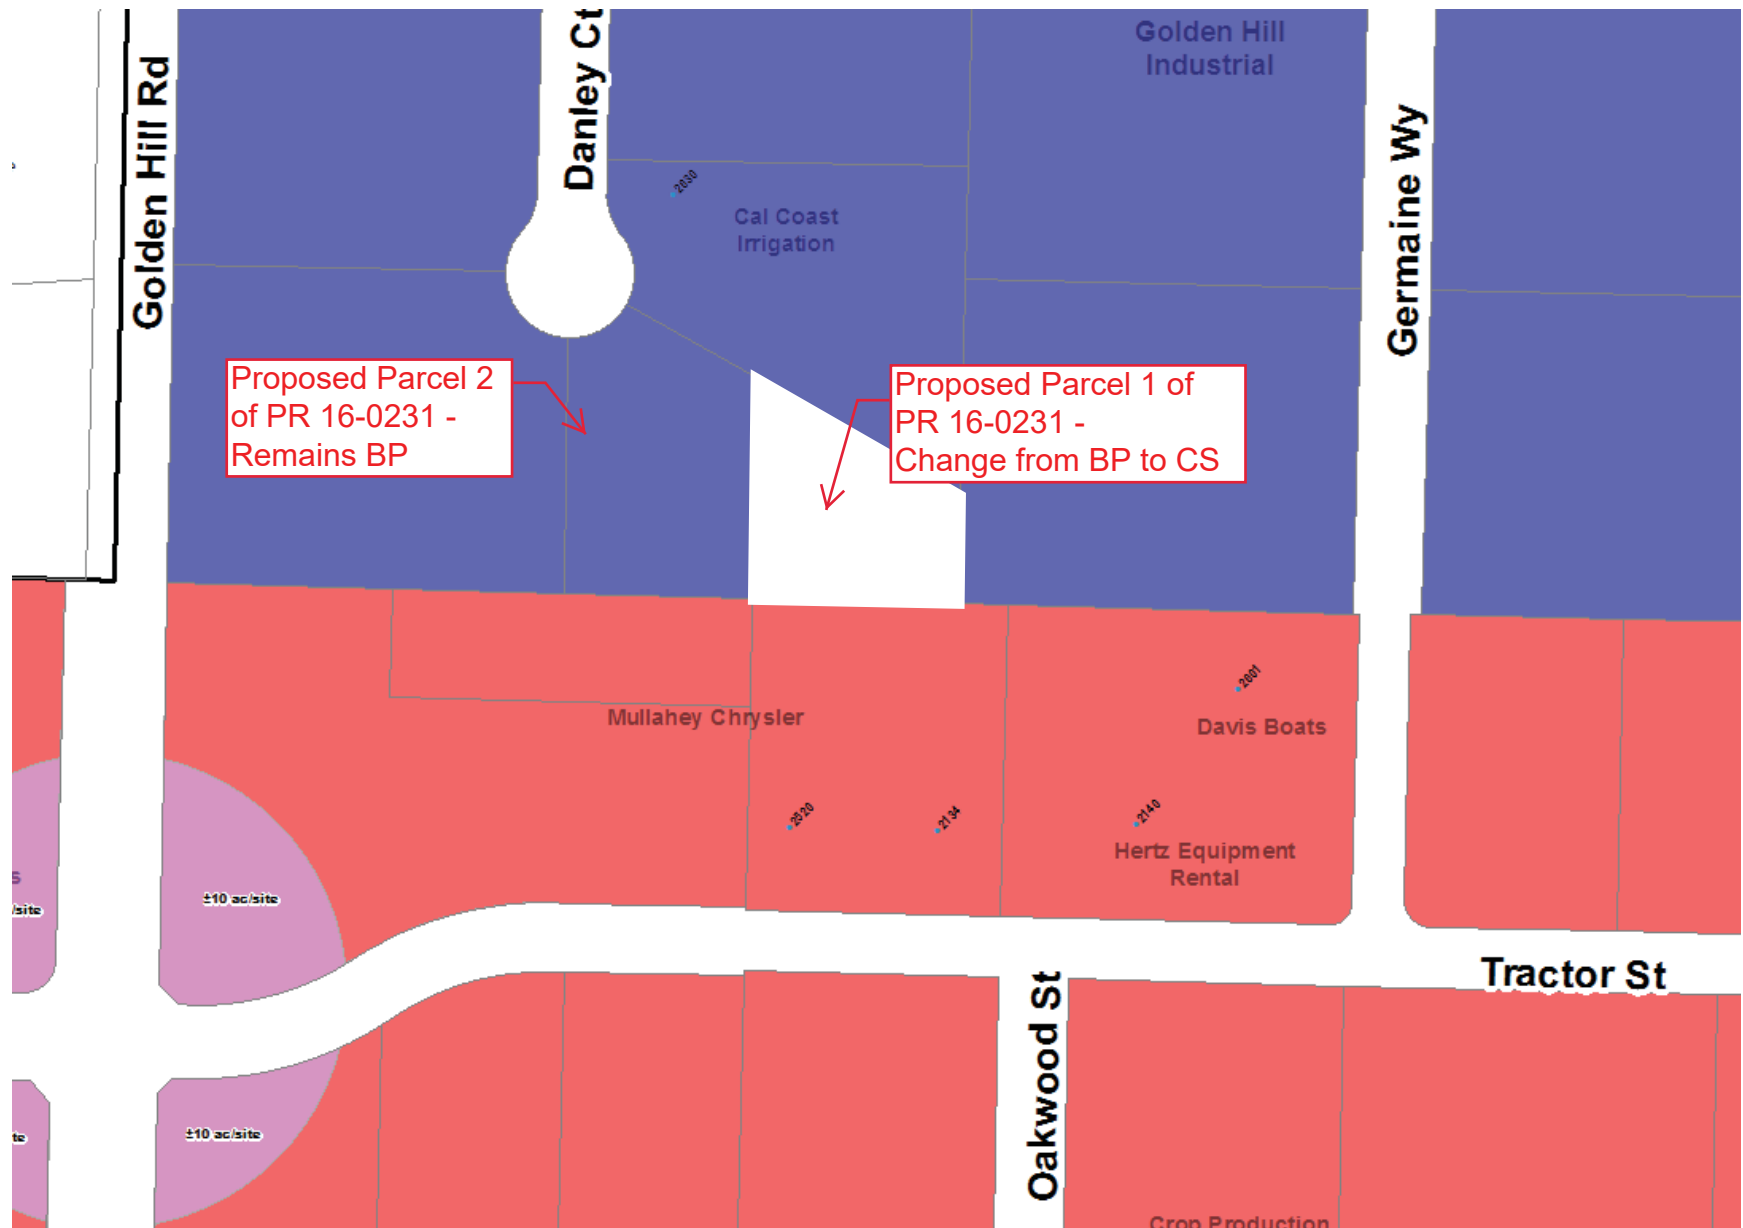 Golden Hill
Industrial
Golden Hill Rd
Danley Ct
Germaine Wy
2030
Cal Coast
Irrigation
Proposed Parcel 2
of PR 16-0231 -
Remains BP
Proposed Parcel 1 of
PR 16-0231 -
Change from BP to CS
2001
Mullahey Chrysler
Davis Boats
2520
2134
2140
Hertz Equipment
Rental
s
±10 ac/site
/site
Tractor St
Oakwood St
±10 ac/site
te
Crop Production